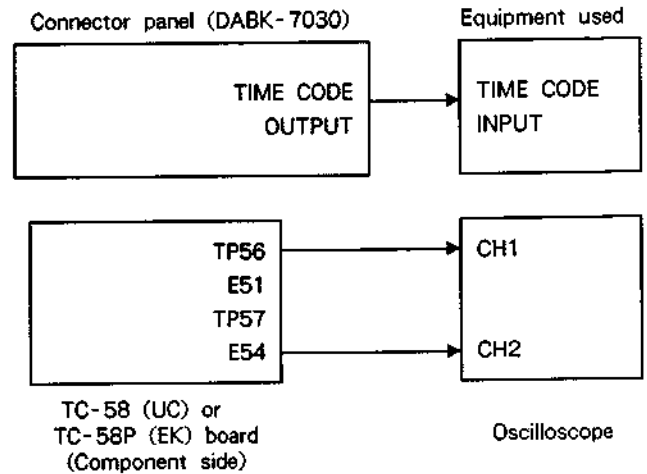 Connector panel (DABK-7030)
Equipment used
TIME CODE
OUTPUT
TIME CODE
INPUT
TP56
E51
TP57
E54
CH1
CH2
TC-58 (UC) or
TC-58P (EK) board
(Component side)
Oscilloscope